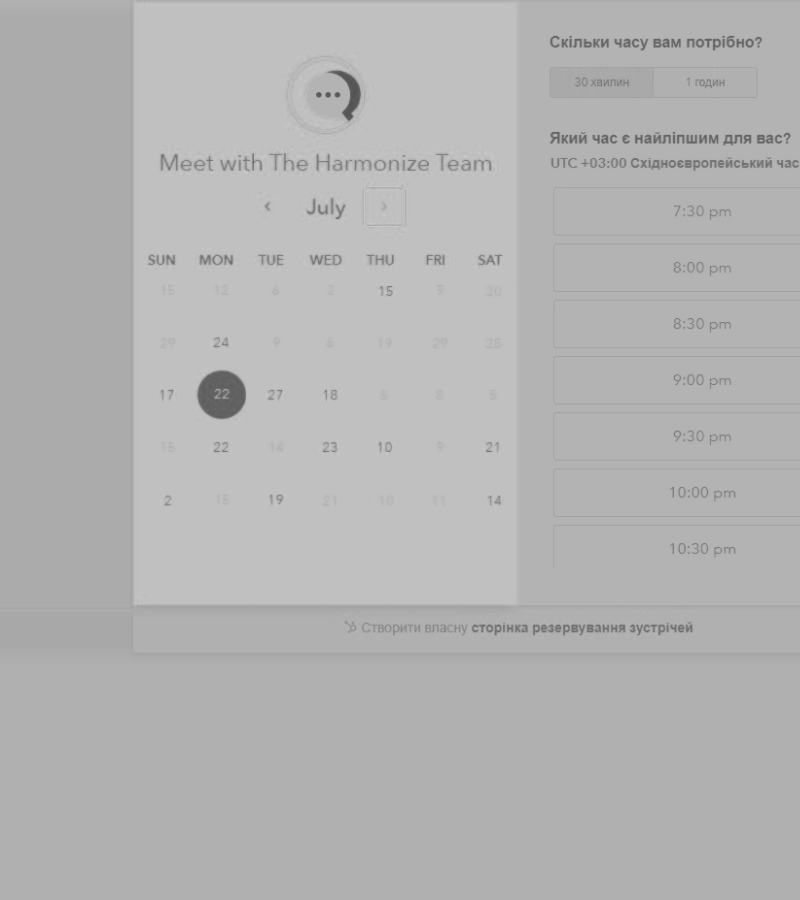 Meet with The Harmonize Team
July
SUN MON TUE WED THU FRI SAT
15 12 6 2 15 9 20
29 24 9 6 19 29 28
17 22 27 18 8 5
15 22 14 23 10 9 21
2 15 19 21 10 11 14
Скільки часу вам потрібно?
30 хвилин 1 годин
Який час є найліпшим для вас?
UTC +03:00 Східноєвропейський час
7:30 pm
8:00 pm
8:30 pm
9:00 pm
9:30 pm
10:00 pm
10:30 pm
Створити власну сторінка резервування зустрічей